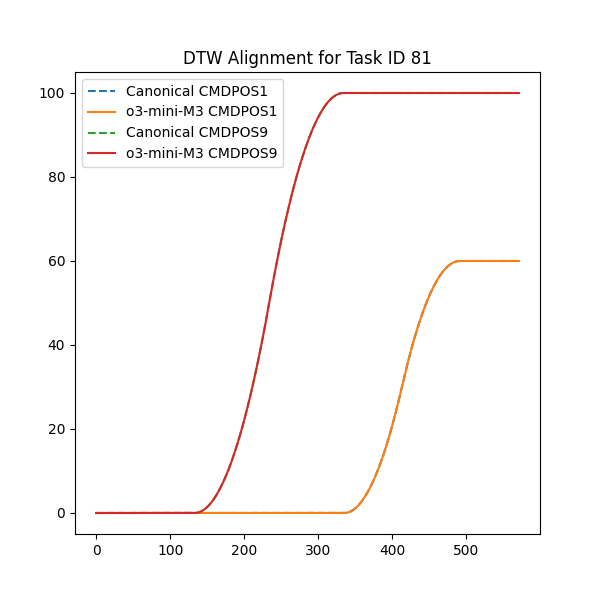 DTW Alignment for Task ID 81
Canonical CMDPOS1
o3-mini-M3 CMDPOS1
Canonical CMDPOS9
o3-mini-M3 CMDPOS9
100
80
60
40
20
0
0 100 200 300 400 500